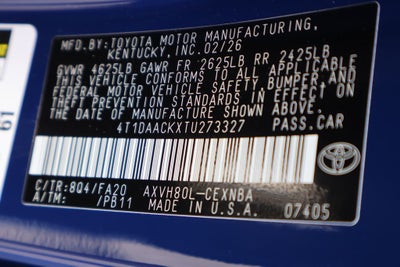 MFD.BY:TOYOTA MOTOR MANUFACTURING,
KENTUCKY,INC.02/26
GVWR 4625LB GAWR FR 2625LB RR 2425LB
THIS VEHICLE CONFORMS TO ALL APPLICABLE
FEDERAL MOTOR VEHICLE SAFETY,BUMPER,AND
THEFT PREVENTION STANDARDS IN EFFECT ON
THE DATE OF MANUFACTURE SHOWN ABOVE.
4T1DAACKXTU273327 PASS.CAR
C/TR:8Q4/FA20 AXVH80L-CEXNBA
A/TM: /PB11 MADE IN U.S.A. 07405
61